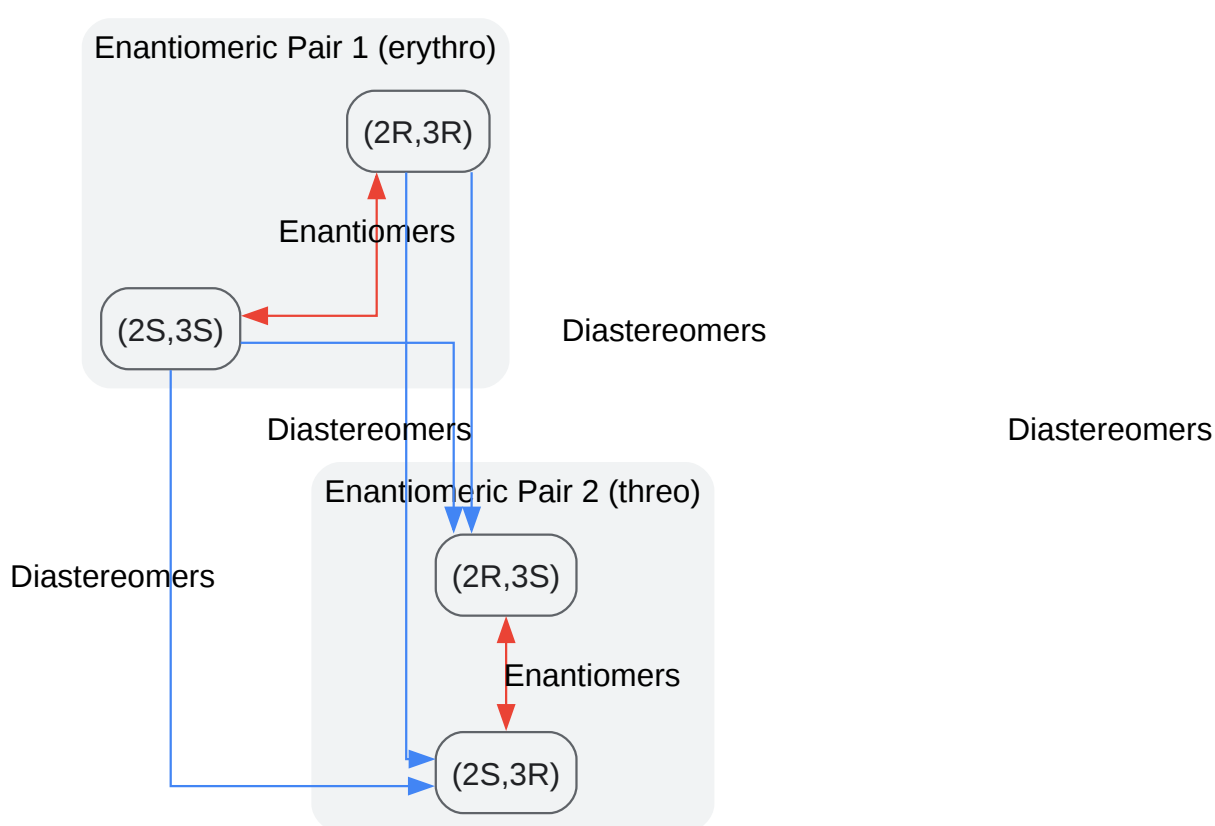 Enantiomeric Pair 1 (erythro)
(2R,3R)
Enantiomers
(2S,3S)
Diastereomers
Diastereomers
Diastereomers
Enantiomeric Pair 2 (threo)
(2R,3S)
Diastereomers
Enantiomers
(2S,3R)